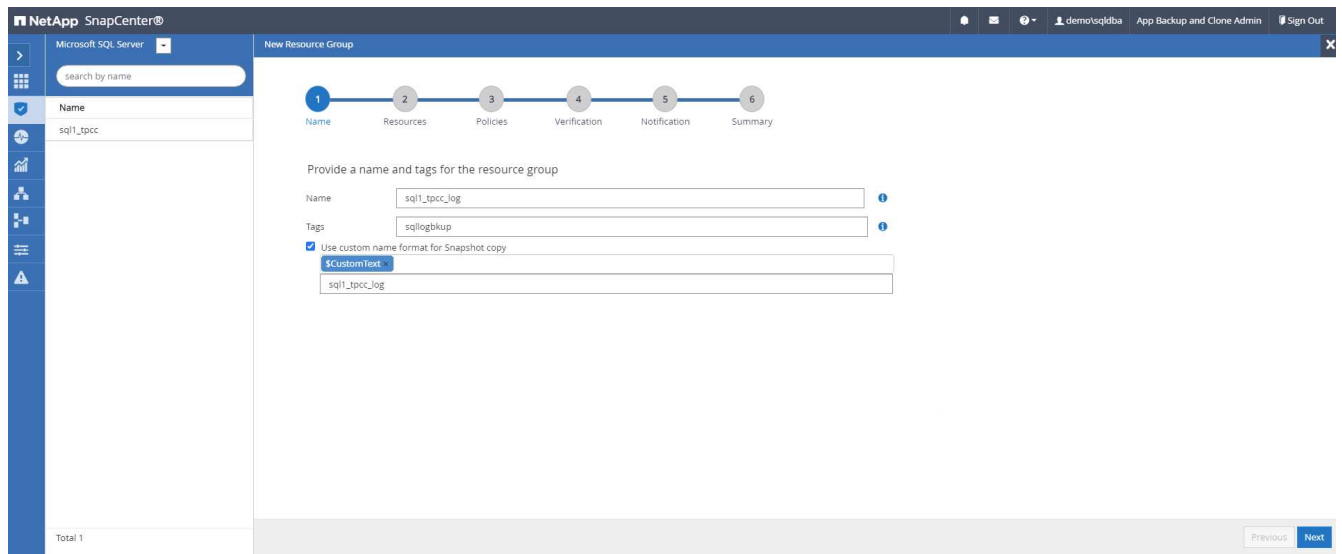 NetApp SnapCenter®
demo\sqldba App Backup and Clone Admin Sign Out
Microsoft SQL Server
New Resource Group
search by name
Name
sql1_tpcc
1 2 3 4 5 6
Name Resources Policies Verification Notification Summary
Provide a name and tags for the resource group
Name sql1_tpcc_log
Tags sqllogbkup
Use custom name format for Snapshot copy
$CustomText ×
sql1_tpcc_log
Total 1
Previous Next